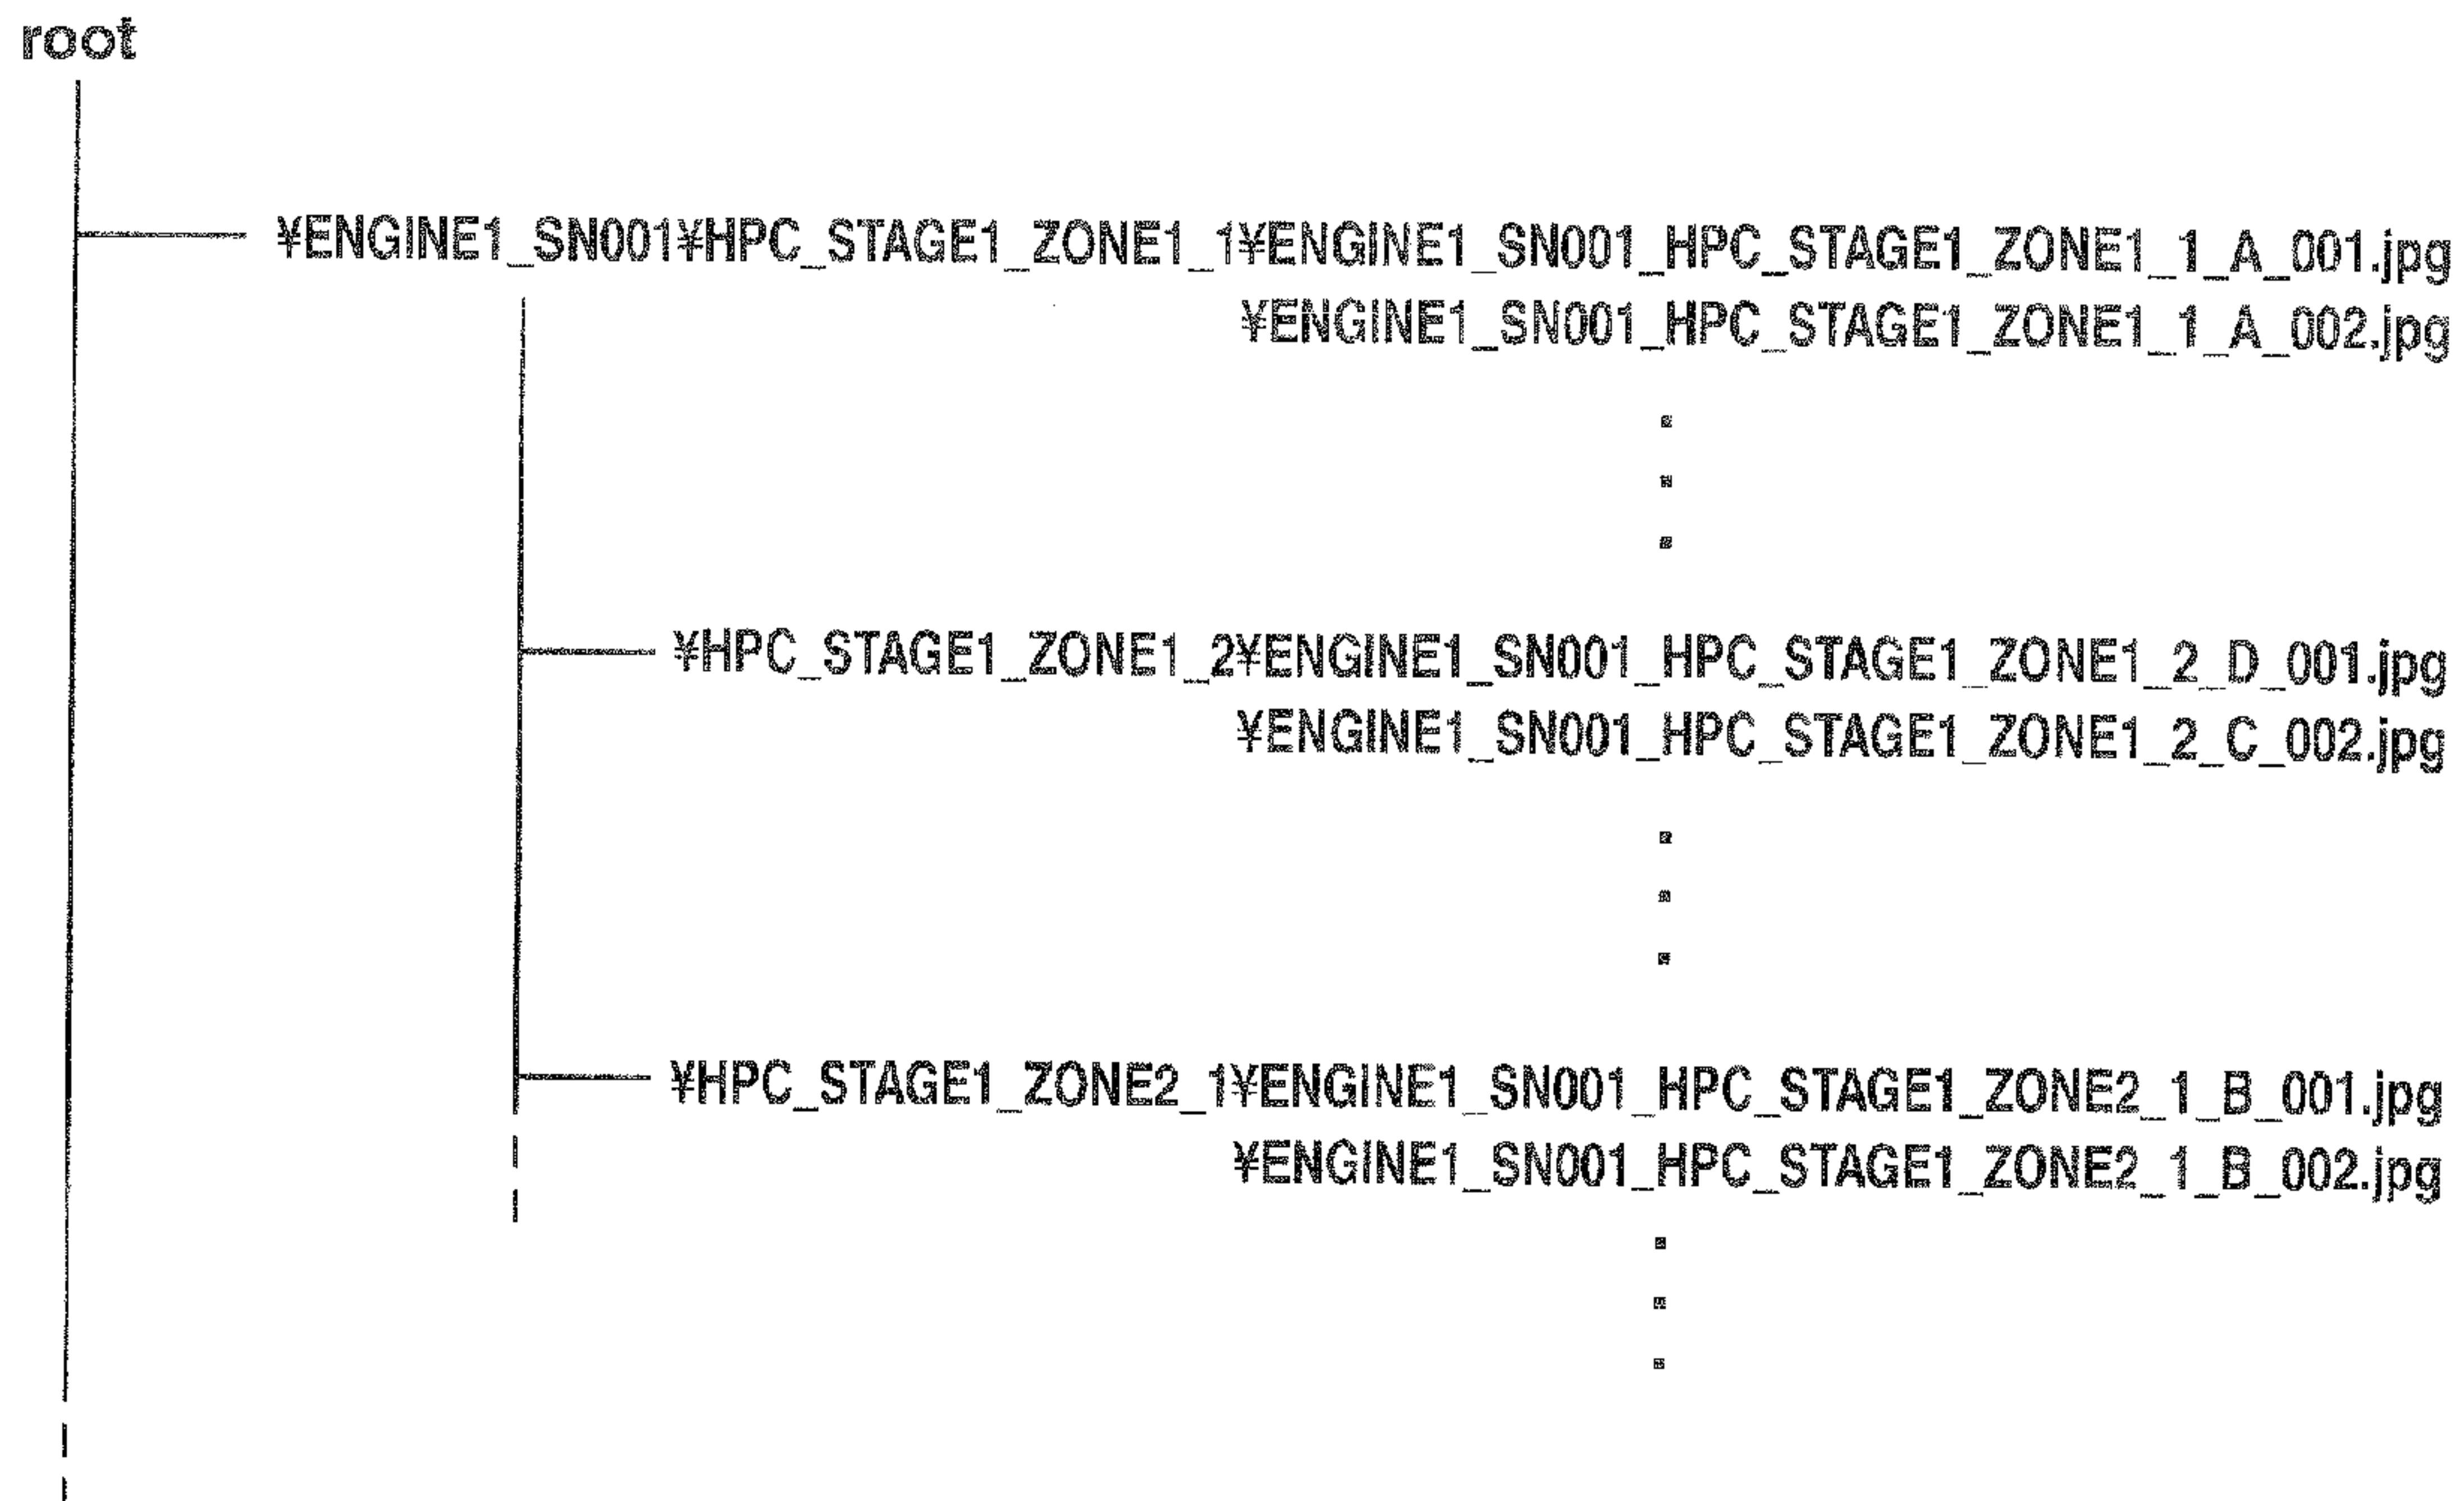 root
¥ENGINE1_SN001¥HPC_STAGE1_ZONE1_1¥ENGINE1_SN001_HPC_STAGE1_ZONE1_1_A_001.jpg
¥ENGINE1_SN001_HPC_STAGE1_ZONE1_1_A_002.jpg
¥HPC_STAGE1_ZONE1_2¥ENGINE1_SN001_HPC_STAGE1_ZONE1_2_D_001.jpg
¥ENGINE1_SN001_HPC_STAGE1_ZONE1_2_C_002.jpg
¥HPC_STAGE1_ZONE2_1¥ENGINE1_SN001_HPC_STAGE1_ZONE2_1_B_001.jpg
¥ENGINE1_SN001_HPC_STAGE1_ZONE2_1_B_002.jpg